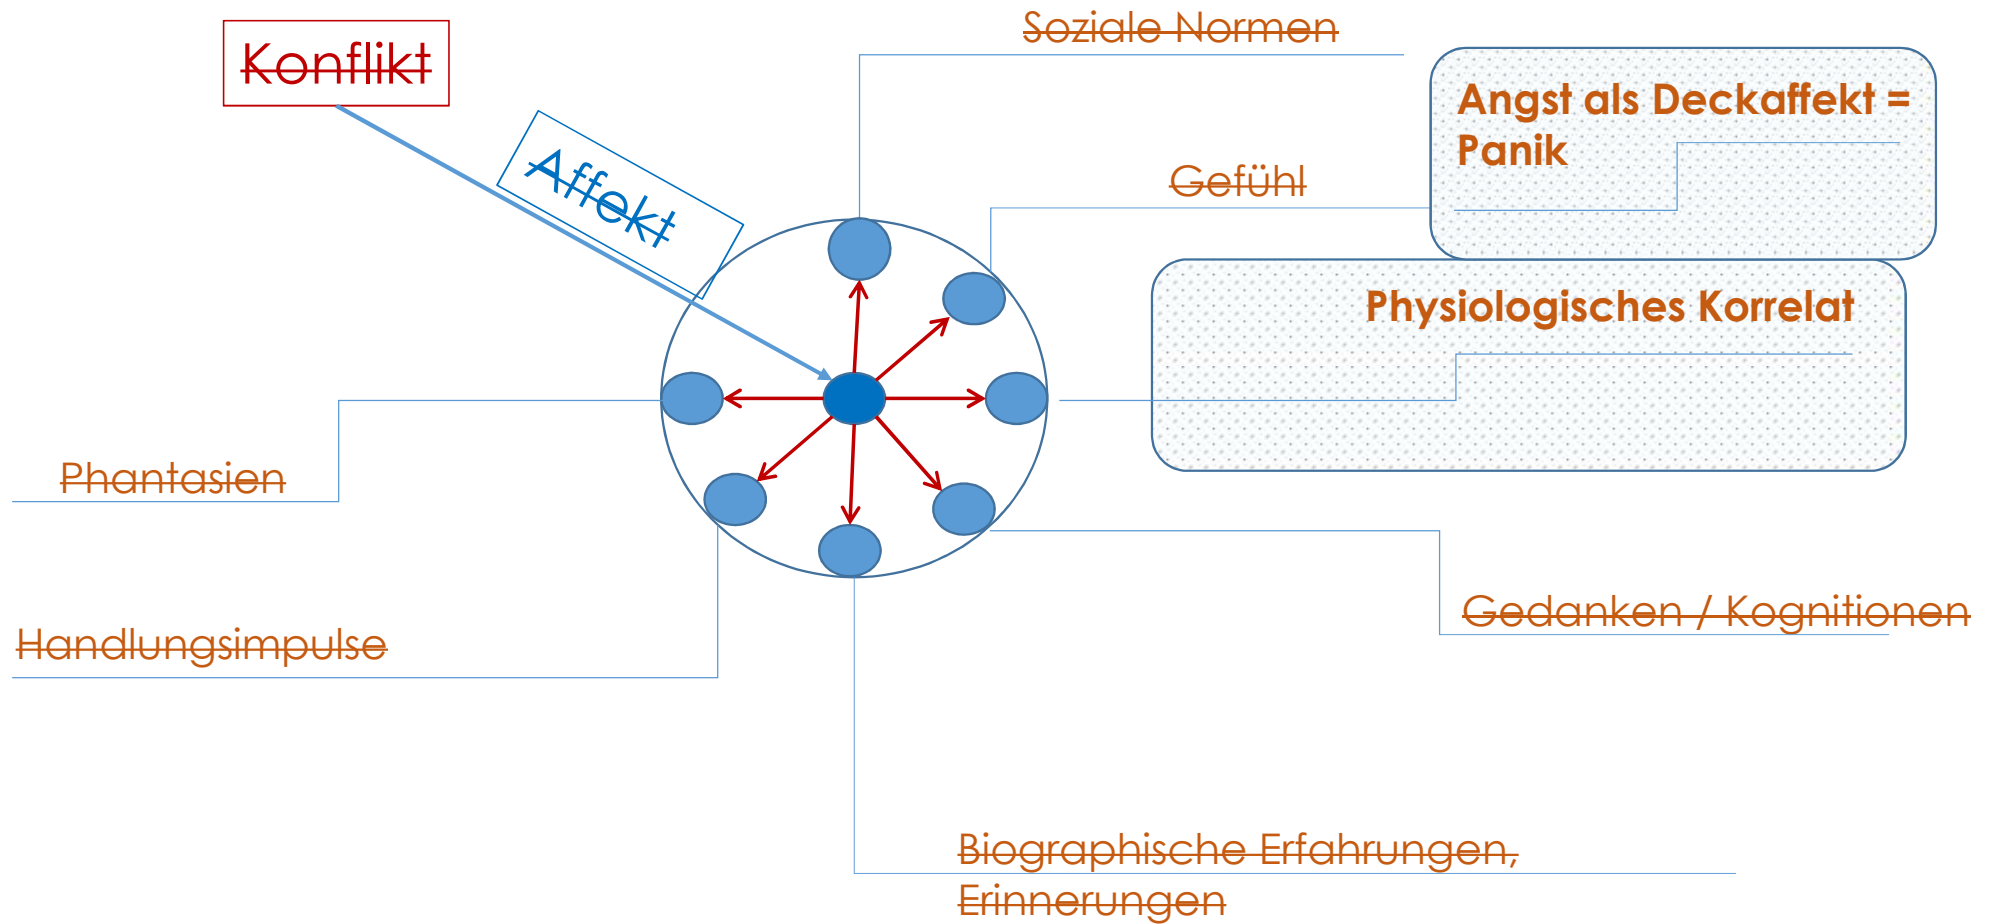 Soziale Normen
Konflikt
Angst als Deckaffekt =
Panik
Affekt
Gefühl
Physiologisches Korrelat
Phantasien
Gedanken / Kognitionen
Handlungsimpulse
Biographische Erfahrungen,
Erinnerungen